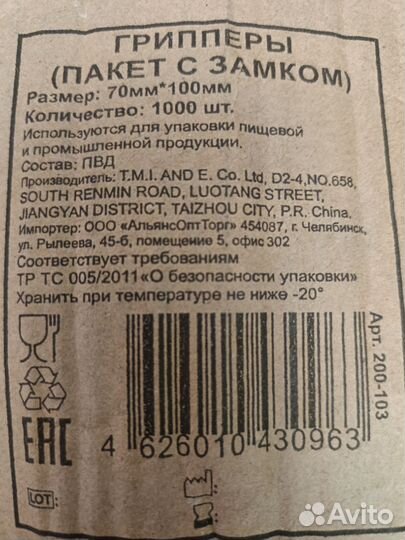 ГРИППЕРЫ
(ПАКЕТ С ЗАМКОМ)
Размер: 70мм*100мм
Количество: 1000 шт.
Используются для упаковки пищевой
и промышленной продукции.
Состав: ПВД
Производитель: T.M.I. AND E. Co. Ltd, D2-4,NO.658,
SOUTH RENMIN ROAD, LUOTANG STREET,
JIANGYAN DISTRICT, TAIZHOU CITY, P.R. China.
Импортер: ООО «АльянсОптТорг» 454087, г. Челябинск,
ул. Рылеева, 45-б, помещение 5, офис 302
Соответствует требованиям
ТР ТС 005/2011«О безопасности упаковки»
Хранить при температуре не ниже -20°
Арт. 200-103
EAC
4 626010 430963
LOT:
Avito